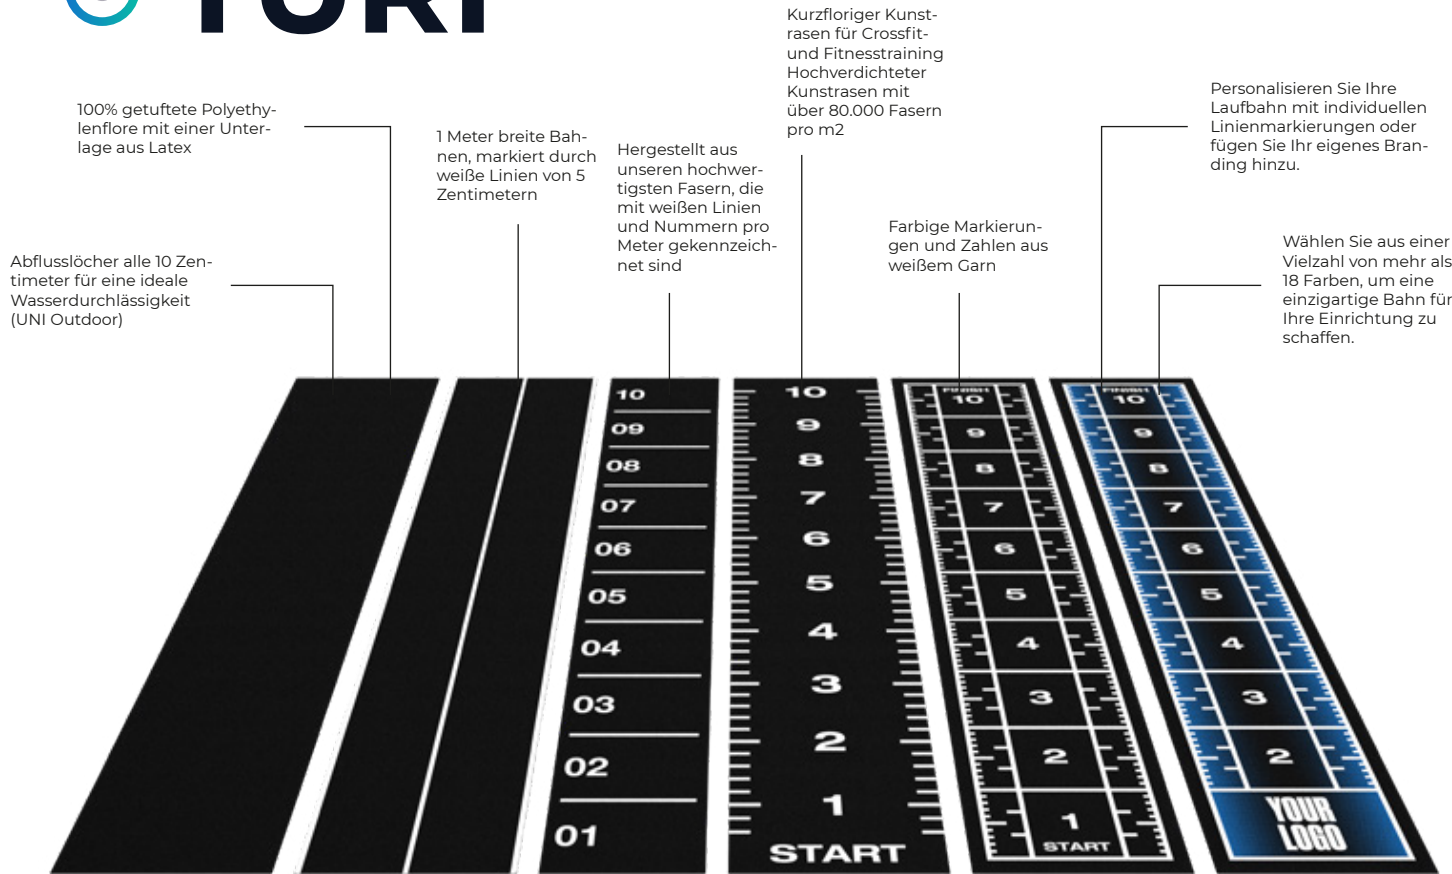 Kurzfloriger Kunst-
rasen für Crossfit-
und Fitnesstraining
Hochverdichteter
Kunstrasen mit
über 80.000 Fasern
pro m2
100% getuftete Polyethy-
lenflore mit einer Unter-
lage aus Latex
1 Meter breite Bah-
nen, markiert durch
weiße Linien von 5
Zentimetern
Hergestellt aus
unseren hochwer-
tigsten Fasern, die
mit weißen Linien
und Nummern pro
Meter gekennzeich-
net sind
Personalisieren Sie Ihre
Laufbahn mit individuellen
Linienmarkierungen oder
fügen Sie Ihr eigenes Bran-
ding hinzu.
Farbige Markierun-
gen und Zahlen aus
weißem Garn
Wählen Sie aus einer
Vielzahl von mehr als
18 Farben, um eine
einzigartige Bahn für
Ihre Einrichtung zu
schaffen.
Abflusslöcher alle 10 Zen-
timeter für eine ideale
Wasserdurchlässigkeit
(UNI Outdoor)
10
09
08
07
06
05
04
03
02
01
10
9
8
7
6
5
4
3
2
1
START
FINISH
10
9
8
7
6
5
4
3
2
1
START
FINISH
10
9
8
7
6
5
4
3
2
YOUR
LOGO